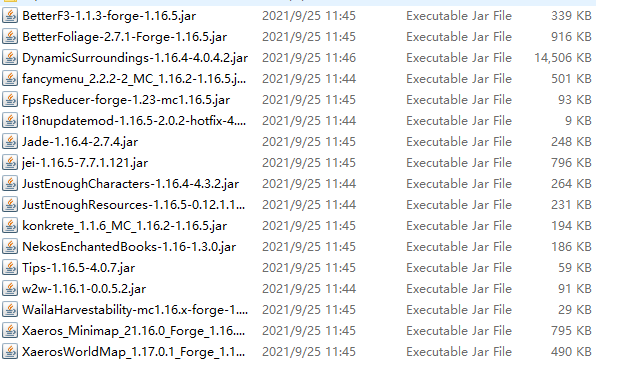 BetterF3-1.1.3-forge-1.16.5.jar 2021/9/25 11:45 Executable Jar File 339 KB
BetterFoliage-2.7.1-Forge-1.16.5.jar 2021/9/25 11:45 Executable Jar File 916 KB
DynamicSurroundings-1.16.4-4.0.4.2.jar 2021/9/25 11:46 Executable Jar File 14,506 KB
fancymenu_2.2.2-2_MC_1.16.2-1.16.5.j... 2021/9/25 11:44 Executable Jar File 501 KB
FpsReducer-forge-1.23-mc1.16.5.jar 2021/9/25 11:45 Executable Jar File 93 KB
i18nupdatemod-1.16.5-2.0.2-hotfix-4.... 2021/9/25 11:44 Executable Jar File 9 KB
Jade-1.16.4-2.7.4.jar 2021/9/25 11:45 Executable Jar File 248 KB
jei-1.16.5-7.7.1.121.jar 2021/9/25 11:45 Executable Jar File 796 KB
JustEnoughCharacters-1.16.4-4.3.2.jar 2021/9/25 11:44 Executable Jar File 264 KB
JustEnoughResources-1.16.5-0.12.1.1... 2021/9/25 11:44 Executable Jar File 231 KB
konkrete_1.1.6_MC_1.16.2-1.16.5.jar 2021/9/25 11:45 Executable Jar File 194 KB
NekosEnchantedBooks-1.16-1.3.0.jar 2021/9/25 11:45 Executable Jar File 186 KB
Tips-1.16.5-4.0.7.jar 2021/9/25 11:45 Executable Jar File 59 KB
w2w-1.16.1-0.0.5.2.jar 2021/9/25 11:44 Executable Jar File 91 KB
WailaHarvestability-mc1.16.x-forge-1.... 2021/9/25 11:45 Executable Jar File 29 KB
Xaeros_Minimap_21.16.0_Forge_1.16.... 2021/9/25 11:45 Executable Jar File 795 KB
XaerosWorldMap_1.17.0.1_Forge_1.1... 2021/9/25 11:45 Executable Jar File 490 KB